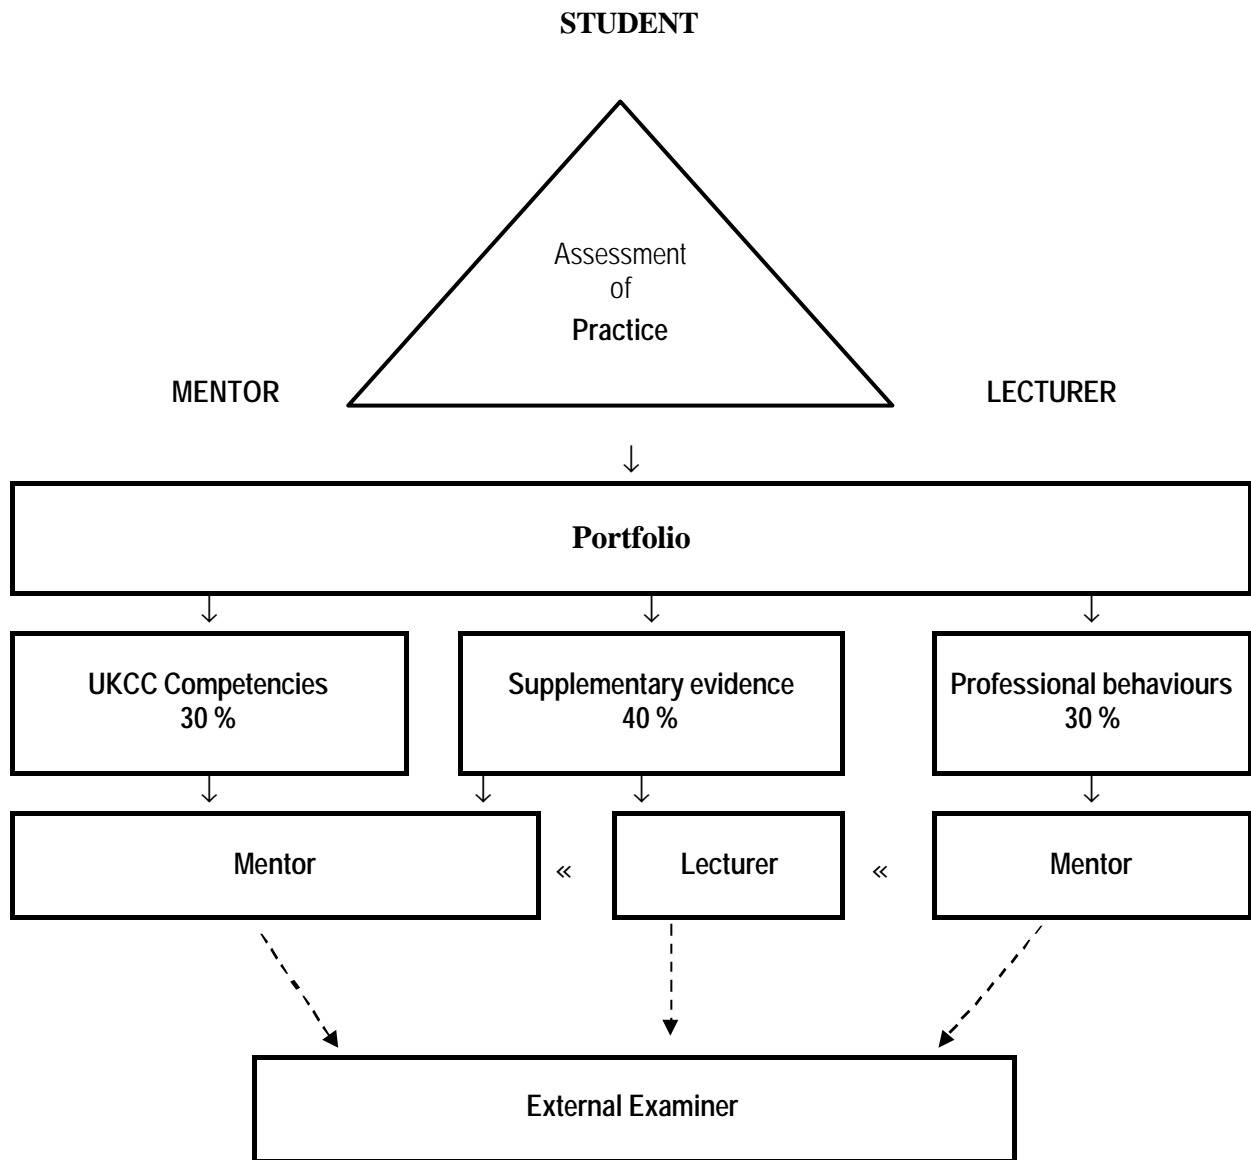 STUDENT
Assessment
of
Practice
MENTOR
LECTURER
↓
Portfolio
↓ ↓ ↓
UKCC Competencies
30 %
Supplementary evidence
40 %
Professional behaviours
30 %
↓ ↓ ↓ ↓
Mentor
«
Lecturer
«
Mentor
External Examiner